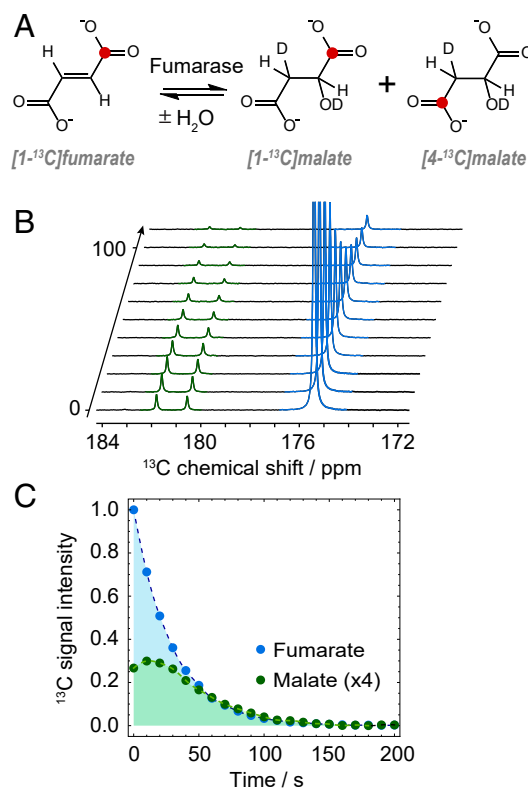 A
⁻O
O
H
H
O
O⁻
Fumarase
± H₂O
⁻O
D
O
H
H
OD
O
O⁻
+
⁻O
D
O
H
H
OD
O
O⁻
[1-¹³C]fumarate
[1-¹³C]malate
[4-¹³C]malate
B
100
0
184 180 176 172
¹³C chemical shift / ppm
C
¹³C signal intensity
1.0
0.8
0.6
0.4
0.2
0.0
Fumarate
Malate (x4)
0 50 100 150 200
Time / s